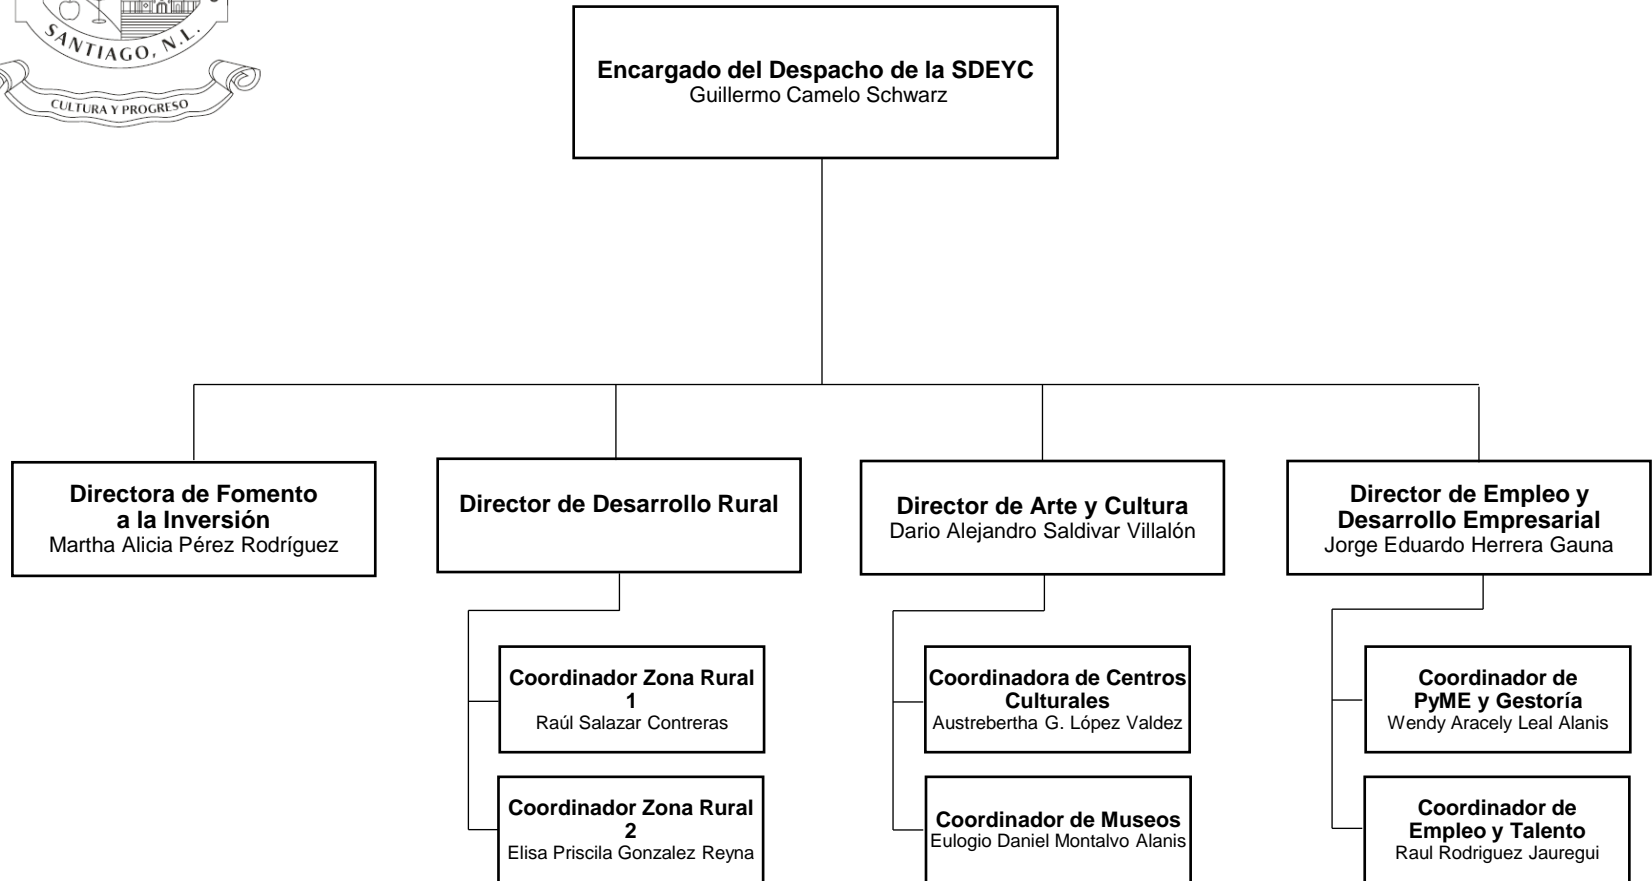 SANTIAGO, N.L.
CULTURA Y PROGRESO
Encargado del Despacho de la SDEYC
Guillermo Camelo Schwarz
Directora de Fomento
a la Inversión
Martha Alicia Pérez Rodríguez
Director de Desarrollo Rural
Director de Arte y Cultura
Dario Alejandro Saldivar Villalón
Director de Empleo y
Desarrollo Empresarial
Jorge Eduardo Herrera Gauna
Coordinador Zona Rural
1
Raúl Salazar Contreras
Coordinadora de Centros
Culturales
Austrebertha G. López Valdez
Coordinador de
PyME y Gestoría
Wendy Aracely Leal Alanis
Coordinador Zona Rural
2
Elisa Priscila Gonzalez Reyna
Coordinador de Museos
Eulogio Daniel Montalvo Alanis
Coordinador de
Empleo y Talento
Raul Rodriguez Jauregui